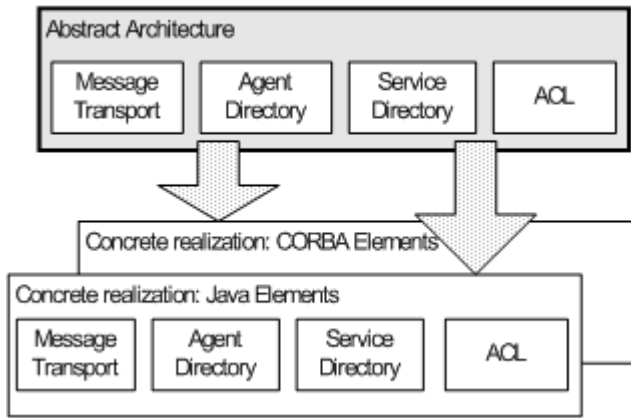 Abstract Architecture
Message
Transport
Agent
Directory
Service
Directory
ACL
Concrete realization: CORBA Elements
Concrete realization: Java Elements
Message
Transport
Agent
Directory
Service
Directory
ACL